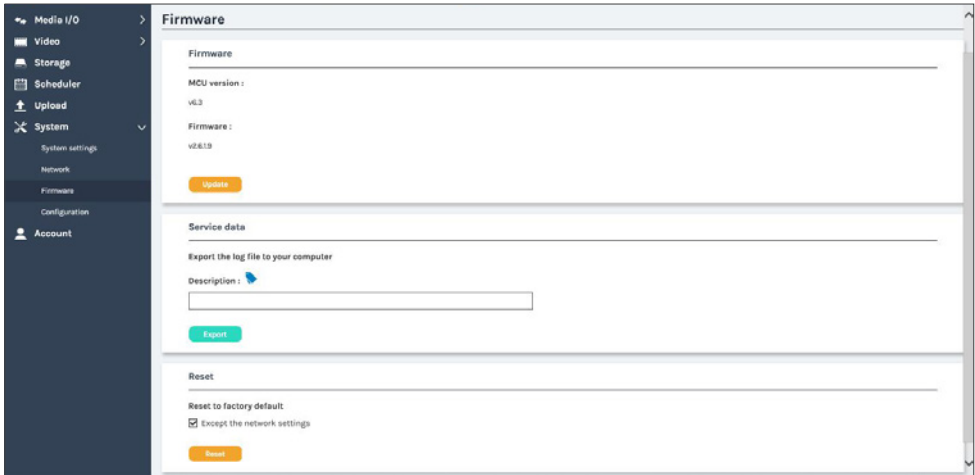 Media I/O
Video
Storage
Scheduler
Upload
System
System settings
Network
Firmware
Configuration
Account
Firmware
Firmware
MCU version :
v6.3
Firmware :
v2.6.1.9
Update
Service data
Export the log file to your computer
Description :
Export
Reset
Reset to factory default
Except the network settings
Reset